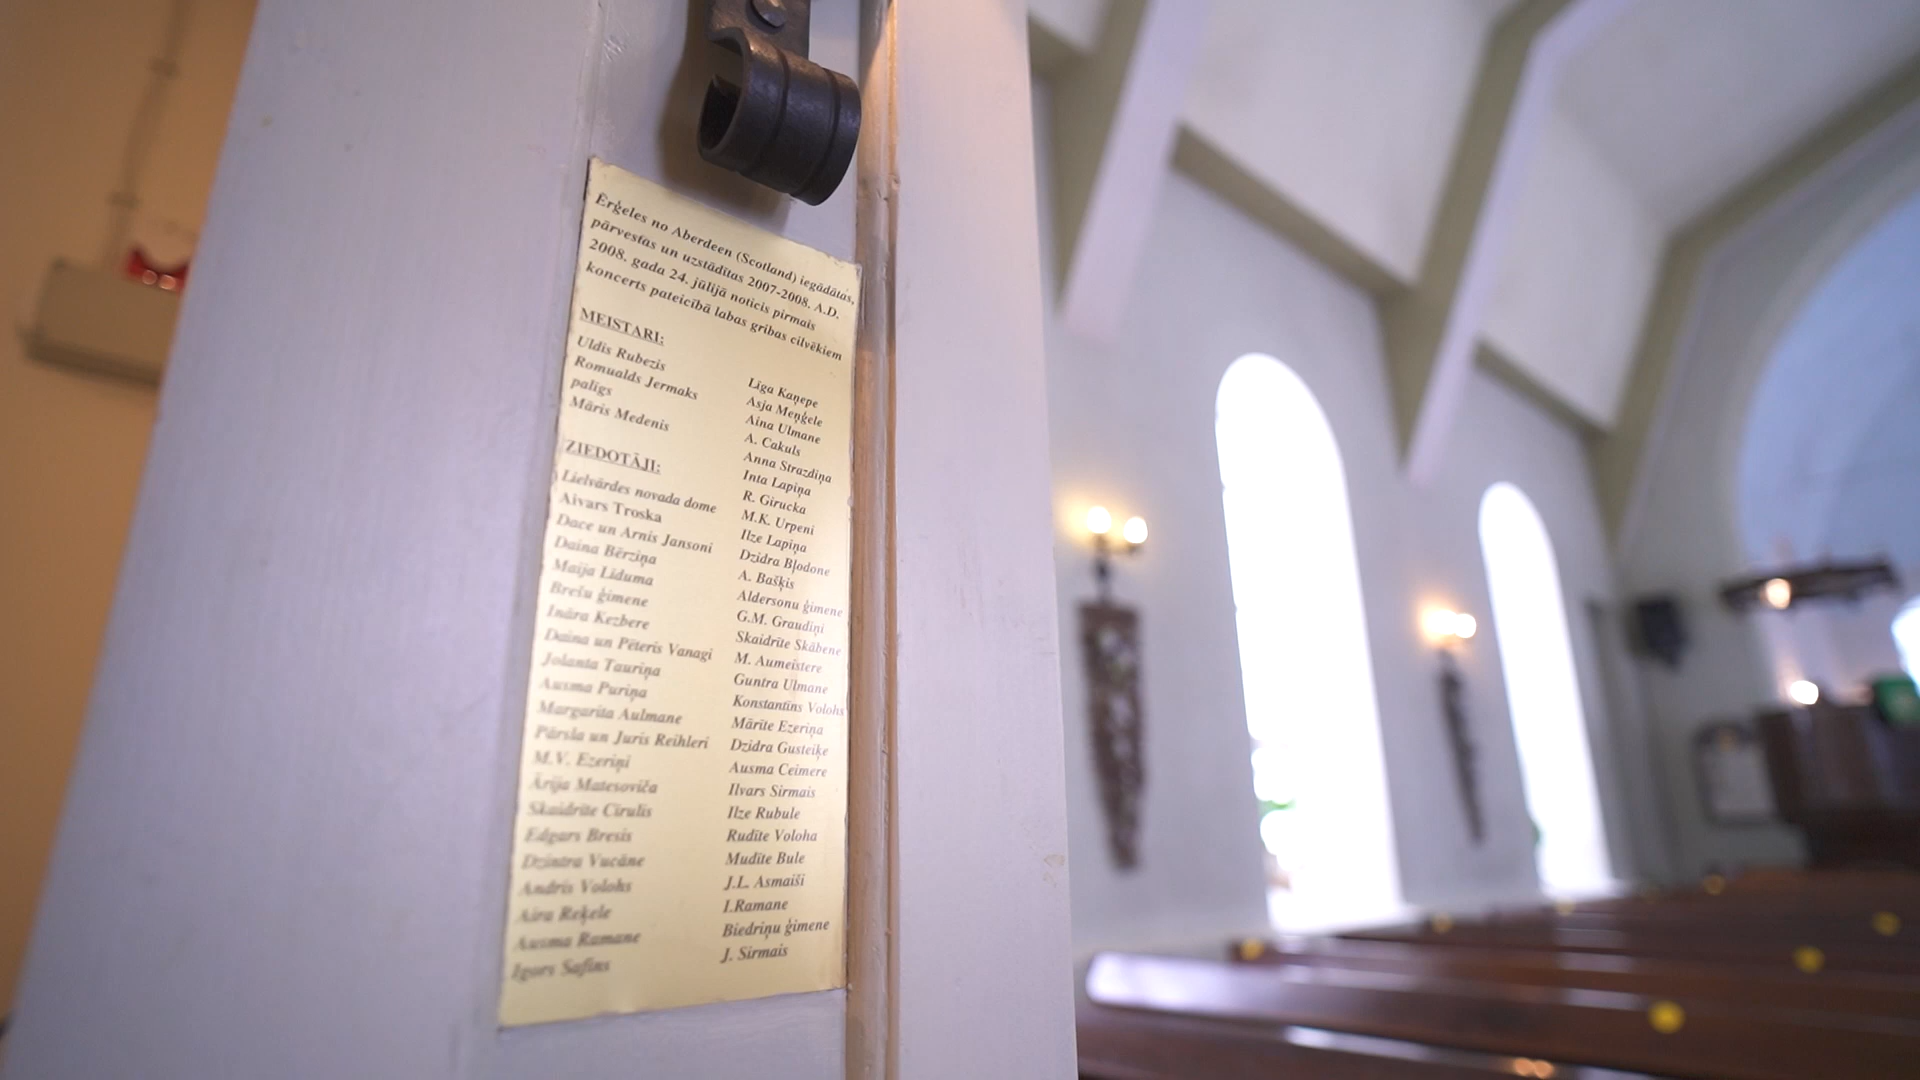 Ērģeles no Aberdeen (Scotland) iegādātas,
pārvestas un uzstādītas 2007-2008. A.D.
2008. gada 24. jūlijā noticis pirmais
koncerts pateicībā labas gribas cilvēkiem
MEISTARI:
Uldis Rubezis
Romualds Jermaks
palīgs
Māris Medenis
ZIEDOTĀJI:
Lielvārdes novada dome
Aivars Troska
Dace un Arnis Jansoni
Daina Bērziņa
Maija Līduma
Brešu ģimene
Ināra Kezbere
Daina un Pēteris Vanagi
Jolanta Tauriņa
Ausma Puriņa
Margarita Aulmane
Pārsla un Juris Reihleri
M.V. Ezeriņi
Ārija Matesoviča
Skaidrīte Cīrulis
Edgars Bresis
Dzintra Vucāne
Andris Volohs
Aira Reķele
Ausma Ramane
Igors Safins
Līga Kaņepe
Asja Meņģele
Aina Ulmane
A. Cakuls
Anna Strazdiņa
Inta Lapiņa
R. Girucka
M.K. Urpeni
Ilze Lapiņa
Dzidra Bļodone
A. Bašķis
Aldersonu ģimene
G.M. Graudiņi
Skaidrīte Skābene
M. Aumeistere
Guntra Ulmane
Konstantīns Volohs
Mārīte Ezeriņa
Dzidra Gusteiķe
Ausma Ceimere
Ilvars Sirmais
Ilze Rubule
Rudīte Voloha
Mudīte Bule
J.L. Asmaiši
I.Ramane
Biedriņu ģimene
J. Sirmais